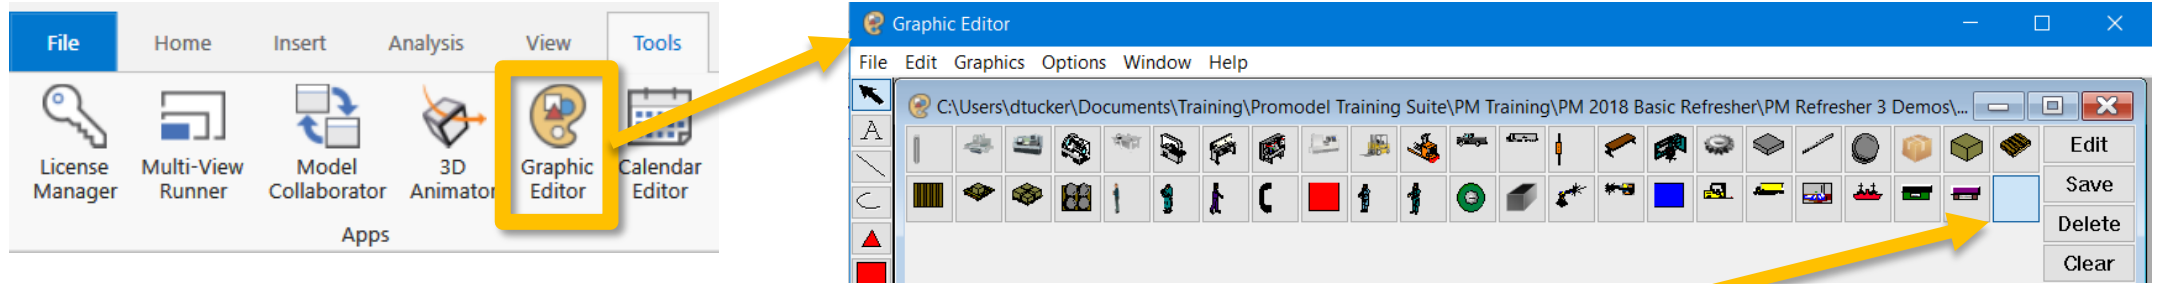 File Home Insert Analysis View Tools
License Manager
Multi-View Runner
Model Collaborator
3D Animator
Graphic Editor
Calendar Editor
Apps
Graphic Editor
File Edit Graphics Options Window Help
C:\Users\dtucker\Documents\Training\Promodel Training Suite\PM Training\PM 2018 Basic Refresher\PM Refresher 3 Demos\...
A
Edit
Save
Delete
Clear